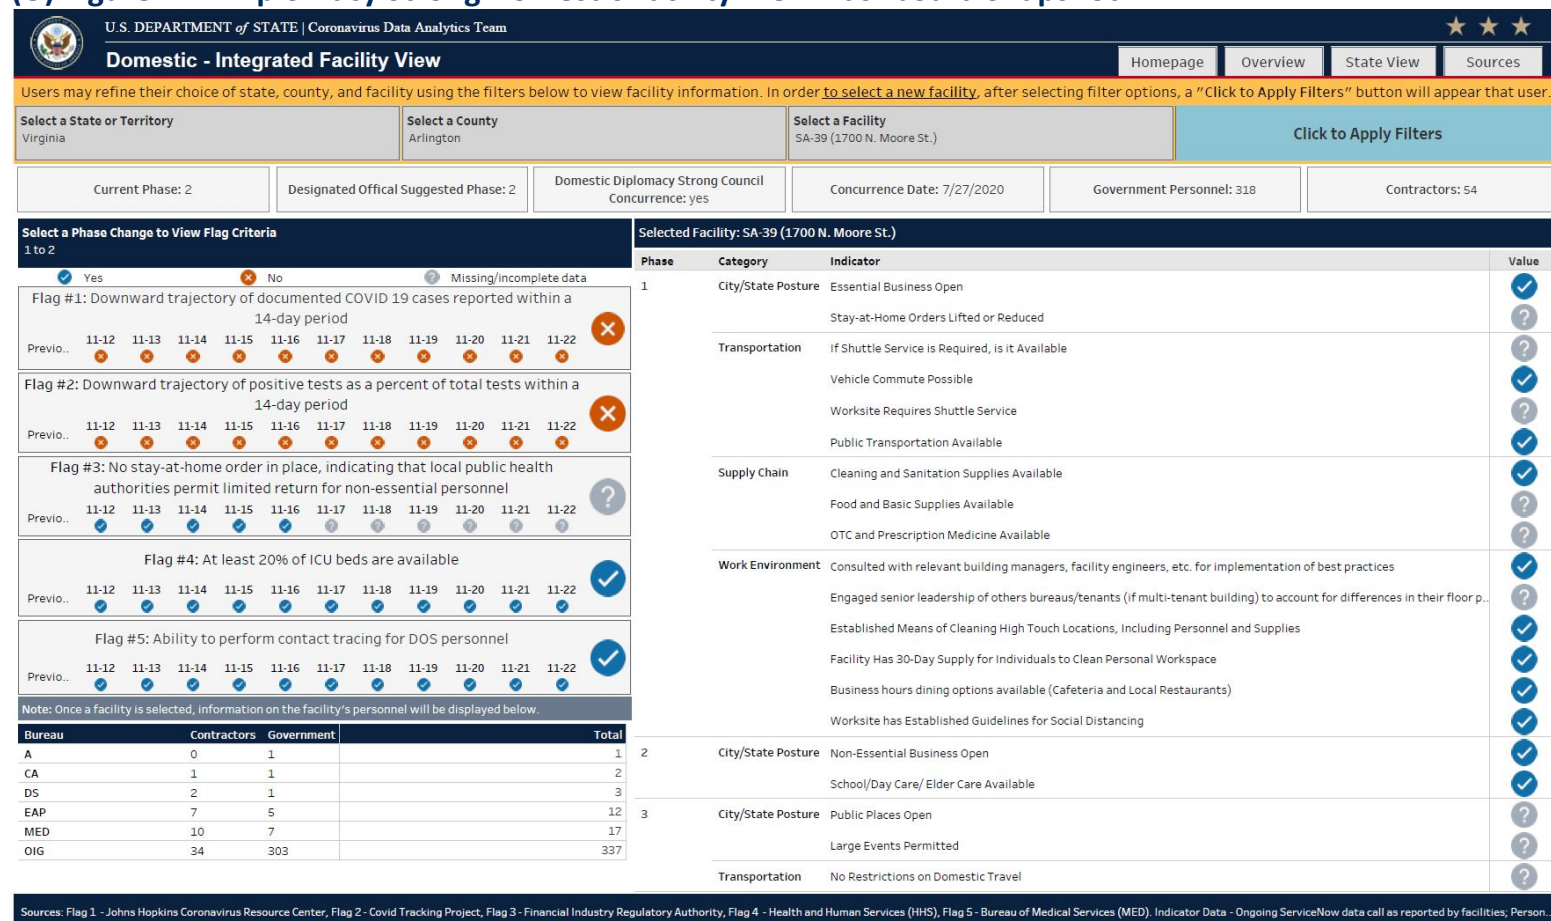 U.S. DEPARTMENT of STATE | Coronavirus Data Analytics Team
Domestic - Integrated Facility View
Homepage
Overview
State View
Sources
Users may refine their choice of state, county, and facility using the filters below to view facility information. In order to select a new facility, after selecting filter options, a "Click to Apply Filters" button will appear that user.
Select a State or Territory
Virginia
Select a County
Arlington
Select a Facility
SA-39 (1700 N. Moore St.)
Click to Apply Filters
Current Phase: 2
Designated Offical Suggested Phase: 2
Domestic Diplomacy Strong Council
Concurrence: yes
Concurrence Date: 7/27/2020
Government Personnel: 318
Contractors: 54
Select a Phase Change to View Flag Criteria
1 to 2
Yes
No
Missing/incomplete data
Flag #1: Downward trajectory of documented COVID 19 cases reported within a
14-day period
11-12 11-13 11-14 11-15 11-16 11-17 11-18 11-19 11-20 11-21 11-22
Previo..
Flag #2: Downward trajectory of positive tests as a percent of total tests within a
14-day period
11-12 11-13 11-14 11-15 11-16 11-17 11-18 11-19 11-20 11-21 11-22
Previo..
Flag #3: No stay-at-home order in place, indicating that local public health
authorities permit limited return for non-essential personnel
11-12 11-13 11-14 11-15 11-16 11-17 11-18 11-19 11-20 11-21 11-22
Previo..
Flag #4: At least 20% of ICU beds are available
11-12 11-13 11-14 11-15 11-16 11-17 11-18 11-19 11-20 11-21 11-22
Previo..
Flag #5: Ability to perform contact tracing for DOS personnel
11-12 11-13 11-14 11-15 11-16 11-17 11-18 11-19 11-20 11-21 11-22
Previo..
Note: Once a facility is selected, information on the facility's personnel will be displayed below.
Bureau Contractors Government Total
A 0 1 1
CA 1 1 2
DS 2 1 3
EAP 7 5 12
MED 10 7 17
OIG 34 303 337
Selected Facility: SA-39 (1700 N. Moore St.)
Phase Category Indicator Value
1 City/State Posture Essential Business Open
Stay-at-Home Orders Lifted or Reduced
Transportation If Shuttle Service is Required, is it Available
Vehicle Commute Possible
Worksite Requires Shuttle Service
Public Transportation Available
Supply Chain Cleaning and Sanitation Supplies Available
Food and Basic Supplies Available
OTC and Prescription Medicine Available
Work Environment Consulted with relevant building managers, facility engineers, etc. for implementation of best practices
Engaged senior leadership of others bureaus/tenants (if multi-tenant building) to account for differences in their floor p..
Established Means of Cleaning High Touch Locations, Including Personnel and Supplies
Facility Has 30-Day Supply for Individuals to Clean Personal Workspace
Business hours dining options available (Cafeteria and Local Restaurants)
Worksite has Established Guidelines for Social Distancing
2 City/State Posture Non-Essential Business Open
School/Day Care/ Elder Care Available
3 City/State Posture Public Places Open
Large Events Permitted
Transportation No Restrictions on Domestic Travel
Sources: Flag 1 - Johns Hopkins Coronavirus Resource Center, Flag 2 - Covid Tracking Project, Flag 3 - Financial Industry Regulatory Authority, Flag 4 - Health and Human Services (HHS), Flag 5 - Bureau of Medical Services (MED). Indicator Data - Ongoing ServiceNow data call as reported by facilities; Person